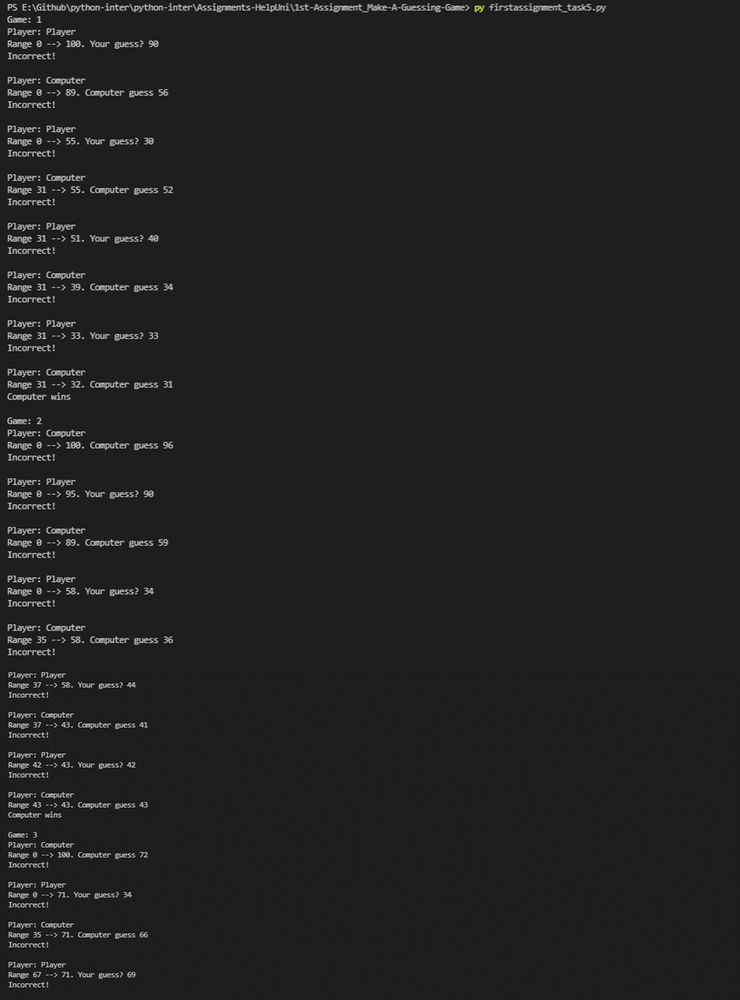 PS E:\Github\python-inter\python-inter\Assignments-HelpUni\1st-Assignment_Make-A-Guessing-Game> py firstassignment_task5.py
Game: 1
Player: Player
Range 0 --> 100. Your guess? 90
Incorrect!
Player: Computer
Range 0 --> 89. Computer guess 56
Incorrect!
Player: Player
Range 0 --> 55. Your guess? 30
Incorrect!
Player: Computer
Range 31 --> 55. Computer guess 52
Incorrect!
Player: Player
Range 31 --> 51. Your guess? 40
Incorrect!
Player: Computer
Range 31 --> 39. Computer guess 34
Incorrect!
Player: Player
Range 31 --> 33. Your guess? 33
Incorrect!
Player: Computer
Range 31 --> 32. Computer guess 31
Computer wins
Game: 2
Player: Computer
Range 0 --> 100. Computer guess 96
Incorrect!
Player: Player
Range 0 --> 95. Your guess? 90
Incorrect!
Player: Computer
Range 0 --> 89. Computer guess 59
Incorrect!
Player: Player
Range 0 --> 58. Your guess? 34
Incorrect!
Player: Computer
Range 35 --> 58. Computer guess 36
Incorrect!
Player: Player
Range 37 --> 58. Your guess? 44
Incorrect!
Player: Computer
Range 37 --> 43. Computer guess 41
Incorrect!
Player: Player
Range 42 --> 43. Your guess? 42
Incorrect!
Player: Computer
Range 43 --> 43. Computer guess 43
Computer wins
Game: 3
Player: Computer
Range 0 --> 100. Computer guess 72
Incorrect!
Player: Player
Range 0 --> 71. Your guess? 34
Incorrect!
Player: Computer
Range 35 --> 71. Computer guess 66
Incorrect!
Player: Player
Range 67 --> 71. Your guess? 69
Incorrect!